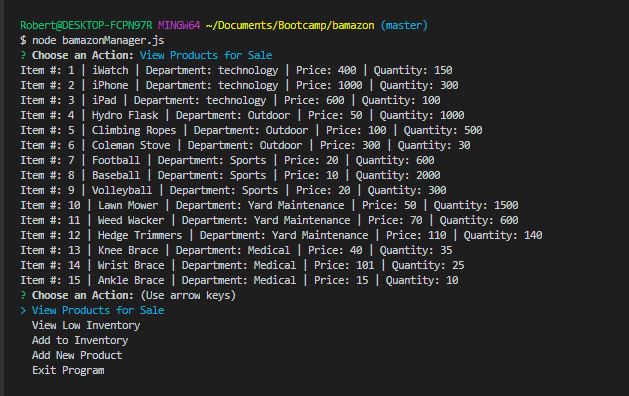 Robert@DESKTOP-FCPN97R MINGW64 ~/Documents/Bootcamp/bamazon (master)
$ node bamazonManager.js
? Choose an Action: View Products for Sale
Item #: 1 | iWatch | Department: technology | Price: 400 | Quantity: 150
Item #: 2 | iPhone | Department: technology | Price: 1000 | Quantity: 300
Item #: 3 | iPad | Department: technology | Price: 600 | Quantity: 100
Item #: 4 | Hydro Flask | Department: Outdoor | Price: 50 | Quantity: 1000
Item #: 5 | Climbing Ropes | Department: Outdoor | Price: 100 | Quantity: 500
Item #: 6 | Coleman Stove | Department: Outdoor | Price: 300 | Quantity: 30
Item #: 7 | Football | Department: Sports | Price: 20 | Quantity: 600
Item #: 8 | Baseball | Department: Sports | Price: 10 | Quantity: 2000
Item #: 9 | Volleyball | Department: Sports | Price: 20 | Quantity: 300
Item #: 10 | Lawn Mower | Department: Yard Maintenance | Price: 50 | Quantity: 1500
Item #: 11 | Weed Wacker | Department: Yard Maintenance | Price: 70 | Quantity: 600
Item #: 12 | Hedge Trimmers | Department: Yard Maintenance | Price: 110 | Quantity: 140
Item #: 13 | Knee Brace | Department: Medical | Price: 40 | Quantity: 35
Item #: 14 | Wrist Brace | Department: Medical | Price: 101 | Quantity: 25
Item #: 15 | Ankle Brace | Department: Medical | Price: 15 | Quantity: 10
? Choose an Action: (Use arrow keys)
> View Products for Sale
View Low Inventory
Add to Inventory
Add New Product
Exit Program